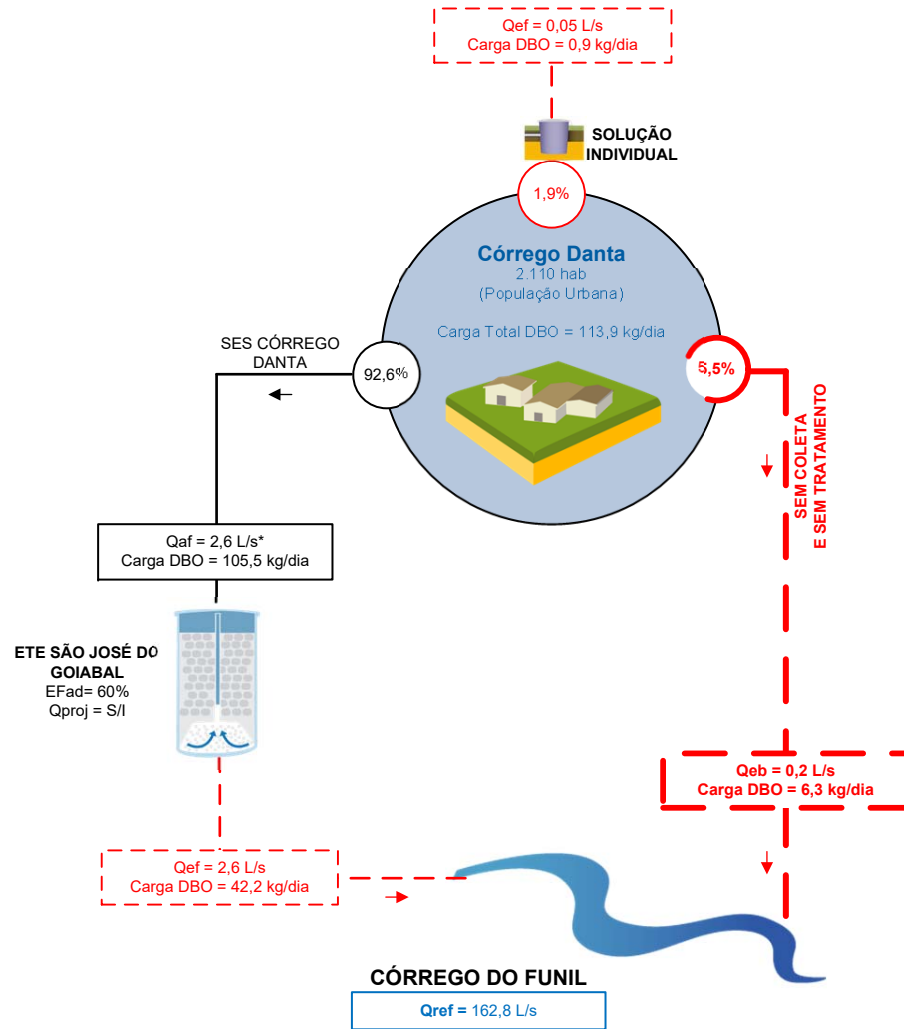 Qef = 0,05 L/s
Carga DBO = 0,9 kg/dia
SOLUÇÃO
INDIVIDUAL
1,9%
Córrego Danta
2.110 hab
(População Urbana)
Carga Total DBO = 113,9 kg/dia
SES CÓRREGO
DANTA
92,6%
5,5%
SEM COLETA
E SEM TRATAMENTO
Qaf = 2,6 L/s*
Carga DBO = 105,5 kg/dia
ETE SÃO JOSÉ DO
GOIABAL
EFad= 60%
Qproj = S/I
Qeb = 0,2 L/s
Carga DBO = 6,3 kg/dia
Qef = 2,6 L/s
Carga DBO = 42,2 kg/dia
CÓRREGO DO FUNIL
Qref = 162,8 L/s